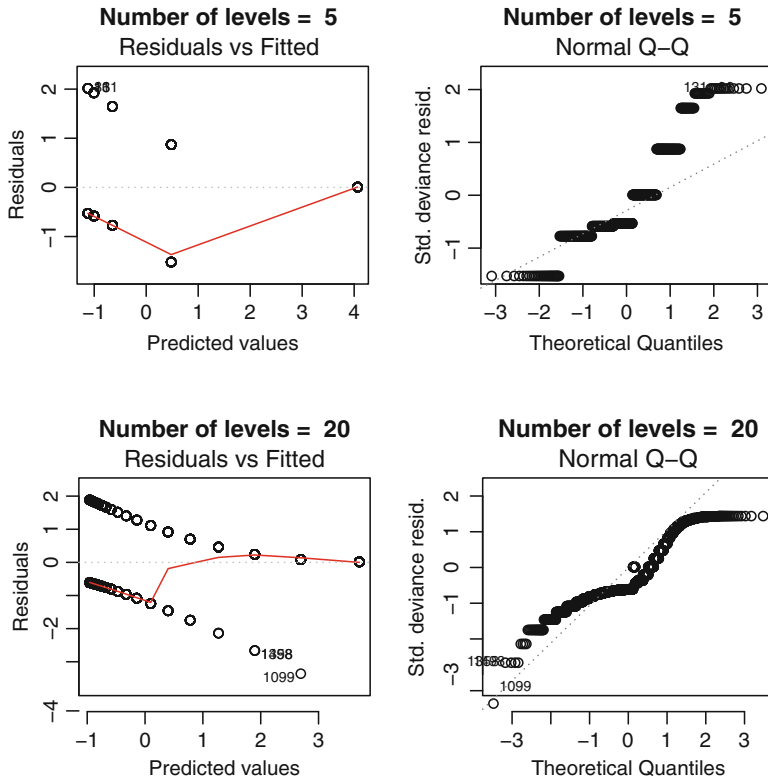 Number of levels = 5
Residuals vs Fitted
Residuals
2
1
0
−1
−1 0 1 2 3 4
Predicted values
Number of levels = 5
Normal Q−Q
Std. deviance resid.
2
1
0
−1
−3 −2 −1 0 1 2 3
Theoretical Quantiles
Number of levels = 20
Residuals vs Fitted
Residuals
2
0
−2
−4
1099
−1 0 1 2 3
Predicted values
Number of levels = 20
Normal Q−Q
Std. deviance resid.
2
1
0
−1
−3
1099
−3 −1 0 1 2 3
Theoretical Quantiles